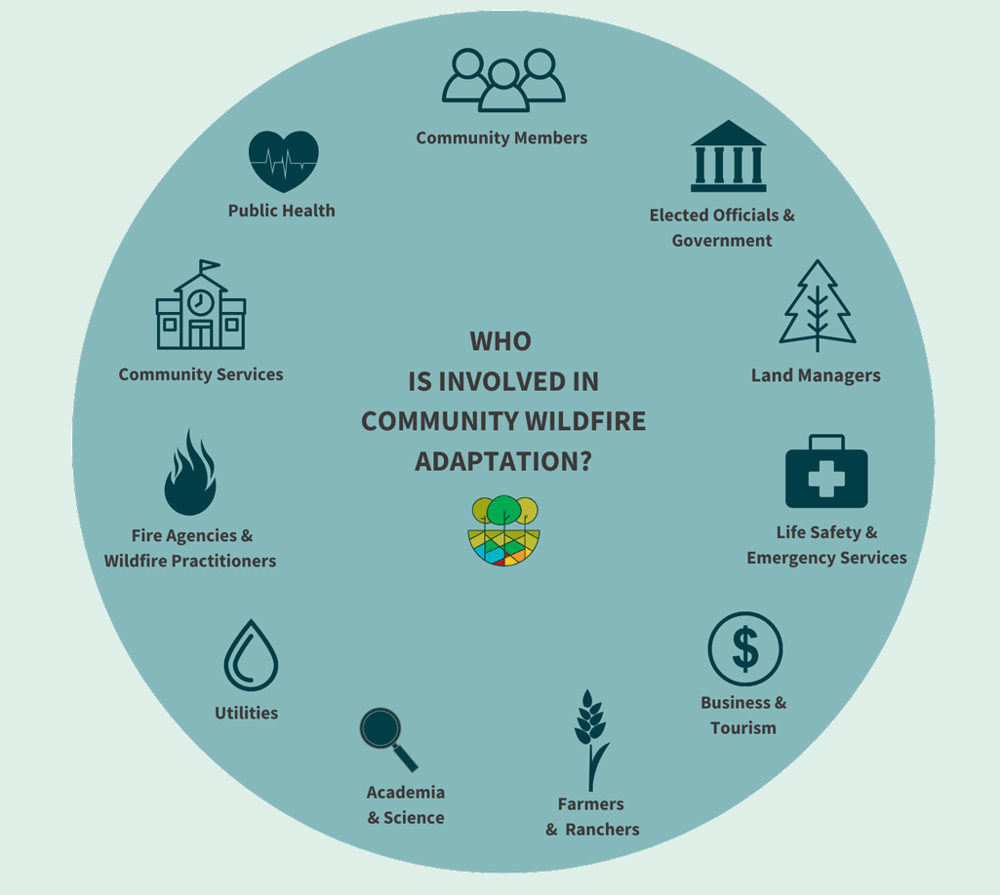 Community Members
Public Health
Elected Officials &
Government
Community Services
Land Managers
WHO
IS INVOLVED IN
COMMUNITY WILDFIRE
ADAPTATION?
Fire Agencies &
Wildfire Practitioners
Life Safety &
Emergency Services
Utilities
$
Business &
Tourism
Academia
& Science
Farmers
& Ranchers